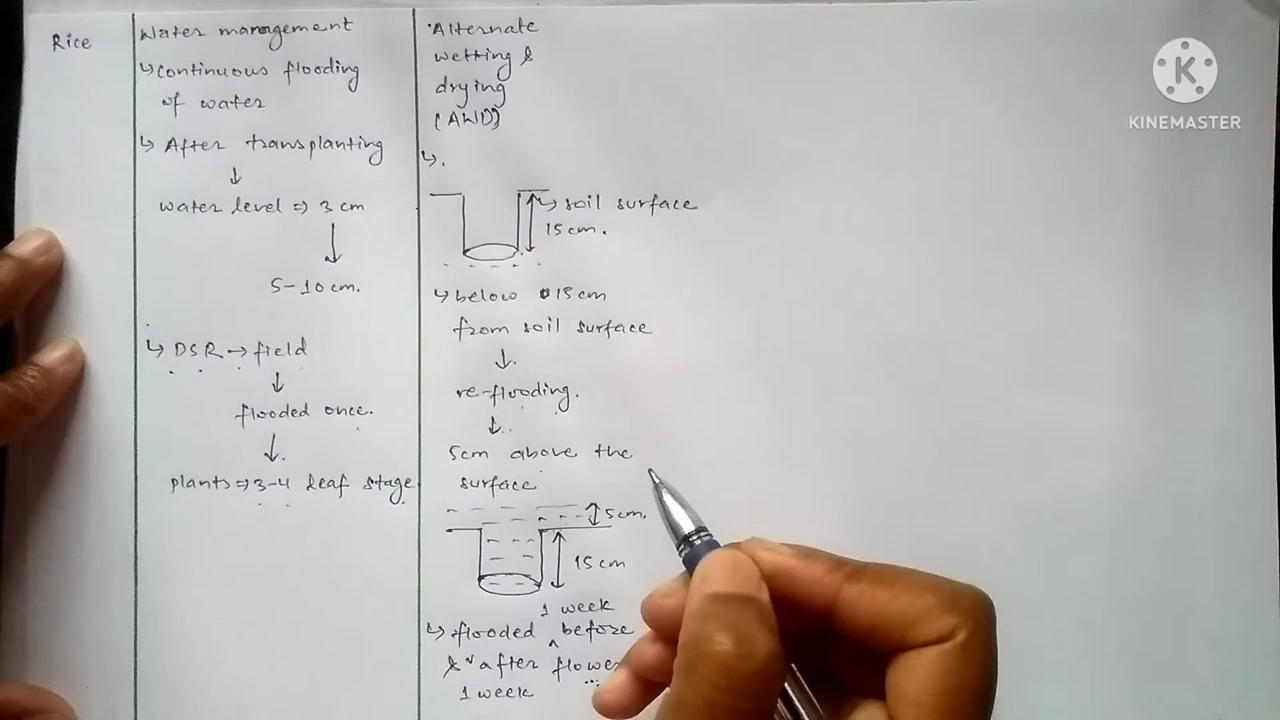 Rice
Water management
↳ continuous flooding
of water
↳ After transplanting
↓
water level ⇒ 3 cm
↓
5-10 cm.
↳ DSR → field
↓
flooded once.
↓
plants ⇒ 3-4 leaf stage
Alternate
wetting &
drying
(AWD)
↳.
↳ soil surface
15 cm.
↳ below 15cm
from soil surface
↓
re-flooding.
↓
5cm above the
surface
5cm.
15 cm
1 week
↳ flooded ^ before
& ˅ after flower
1 week
K
KINEMASTER